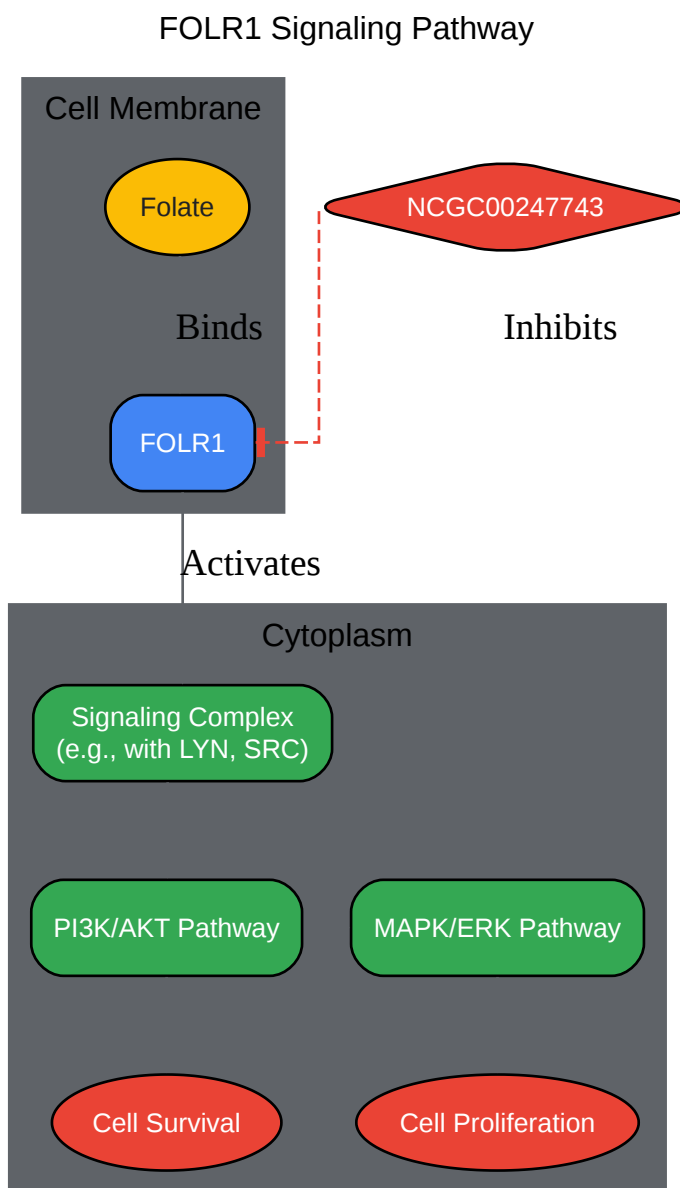 FOLR1 Signaling Pathway
Cell Membrane
Folate
NCGC00247743
Binds
Inhibits
FOLR1
Activates
Cytoplasm
Signaling Complex
(e.g., with LYN, SRC)
PI3K/AKT Pathway
MAPK/ERK Pathway
Cell Survival
Cell Proliferation